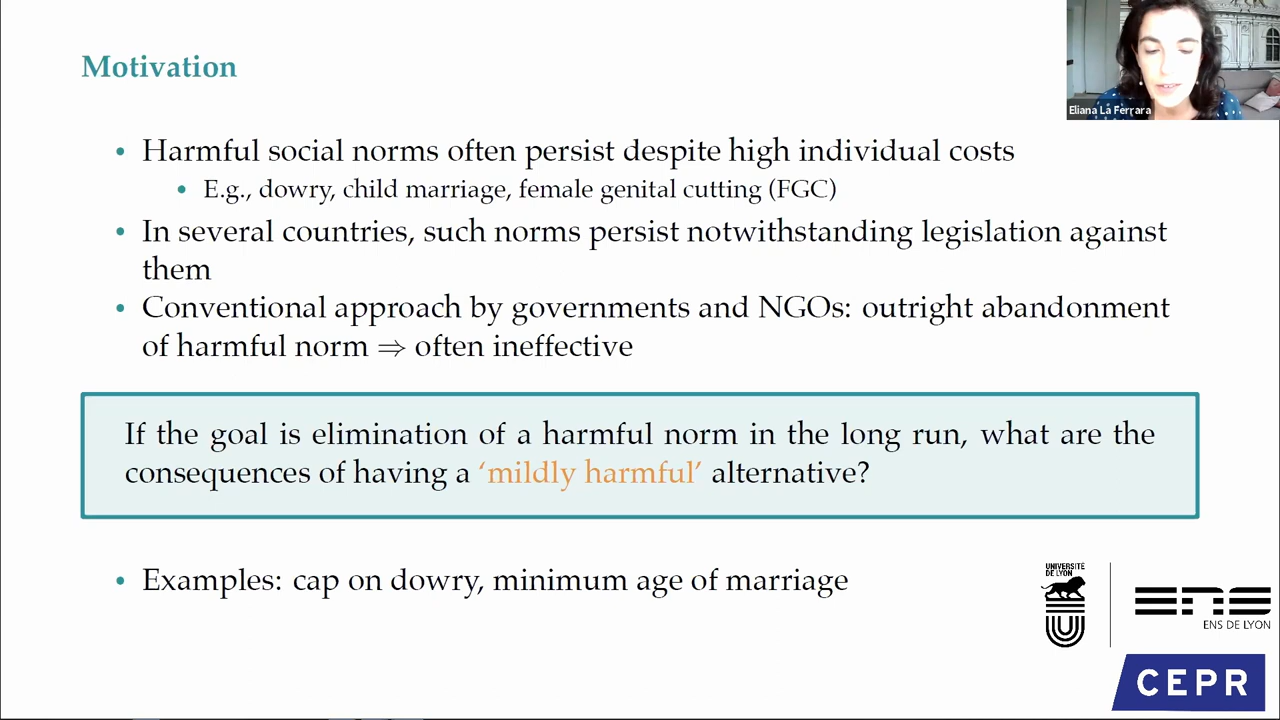 Motivation
Eliana La Ferrara
• Harmful social norms often persist despite high individual costs
• E.g., dowry, child marriage, female genital cutting (FGC)
• In several countries, such norms persist notwithstanding legislation against
them
• Conventional approach by governments and NGOs: outright abandonment
of harmful norm ⇒ often ineffective
If the goal is elimination of a harmful norm in the long run, what are the
consequences of having a ‘mildly harmful’ alternative?
• Examples: cap on dowry, minimum age of marriage
UNIVERSITE
DE LYON
ENS
ENS DE LYON
CEPR